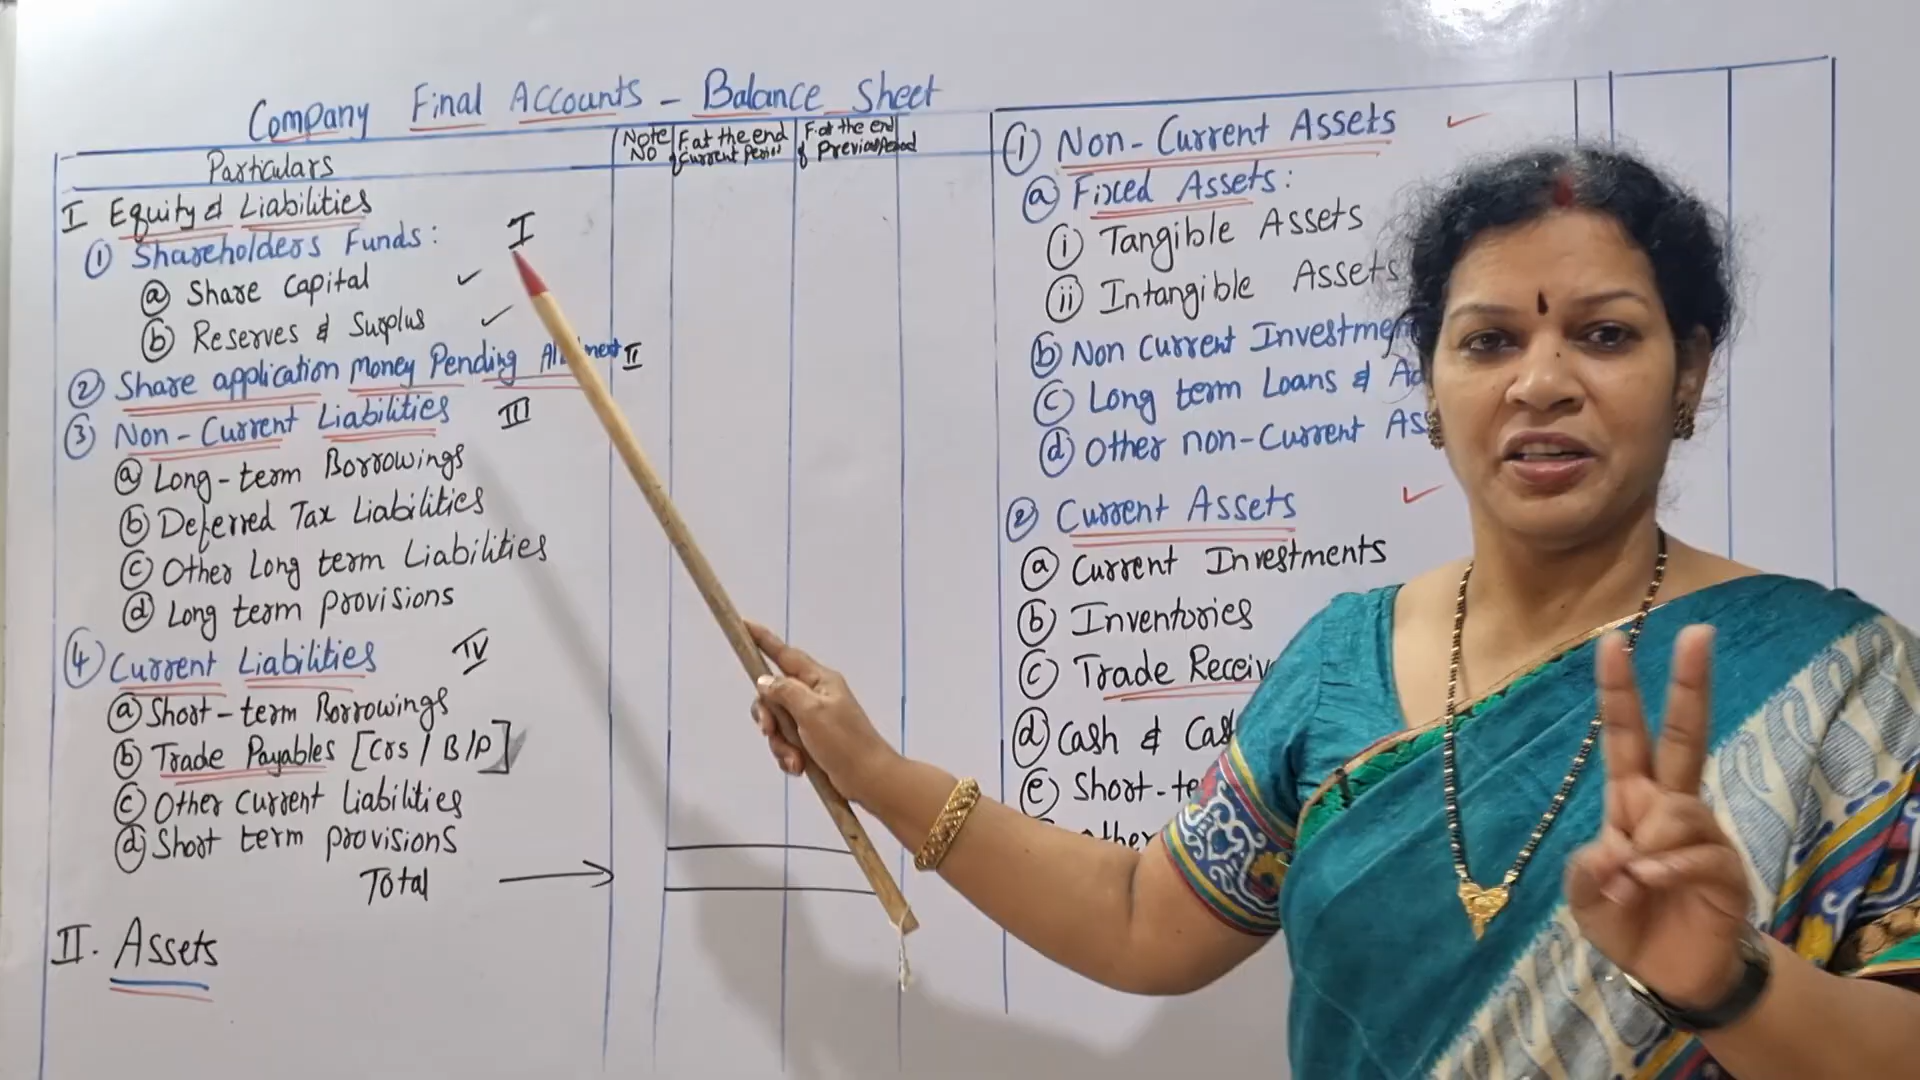 Company Final Accounts - Balance Sheet
Particulars
Note No
F. at the end of Current Period
F. at the end of Previous Period
I Equity & Liabilities
① Shareholders Funds: I
ⓐ Share Capital ✓
ⓑ Reserves & Surplus ✓
② Share application Money Pending II
③ Non-Current Liabilities III
ⓐ Long-term Borrowings
ⓑ Deferred Tax Liabilities
ⓒ Other Long term Liabilities
ⓓ Long term provisions
④ Current Liabilities IV
ⓐ Short-term Borrowings
ⓑ Trade Payables [Crs / B/P]
ⓒ Other Current Liabilities
ⓓ Short term provisions
Total →
II. Assets
① Non-Current Assets ✓
ⓐ Fixed Assets:
ⓘ Tangible Assets
ⓘⓘ Intangible Assets
ⓑ Non Current
ⓒ Long term Loans &
ⓓ Other non-Current
② Current Assets ✓
ⓐ Current Investments
ⓑ Inventories
ⓒ Trade
ⓓ Cash &
ⓔ